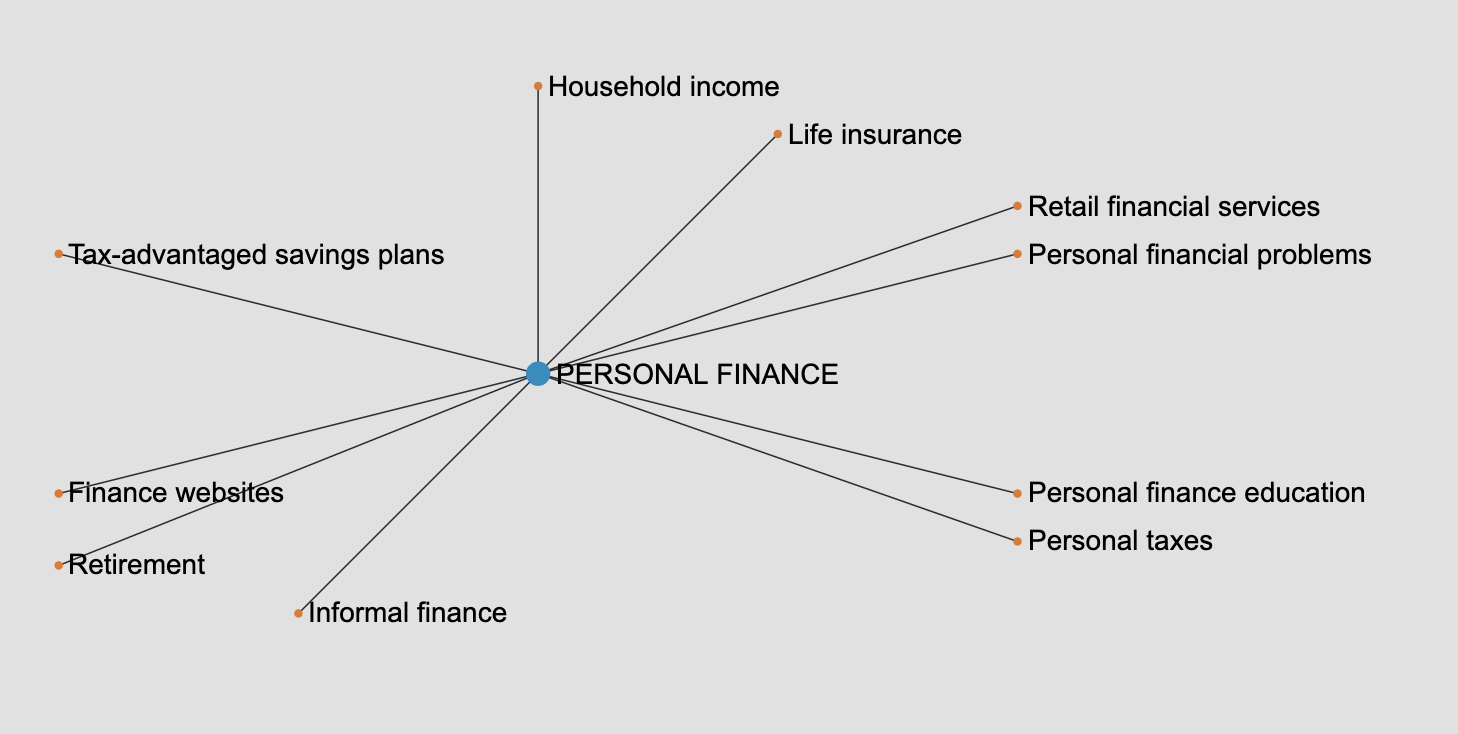 Household income
Life insurance
Retail financial services
Tax-advantaged savings plans
Personal financial problems
PERSONAL FINANCE
Finance websites
Personal finance education
Personal taxes
Retirement
Informal finance